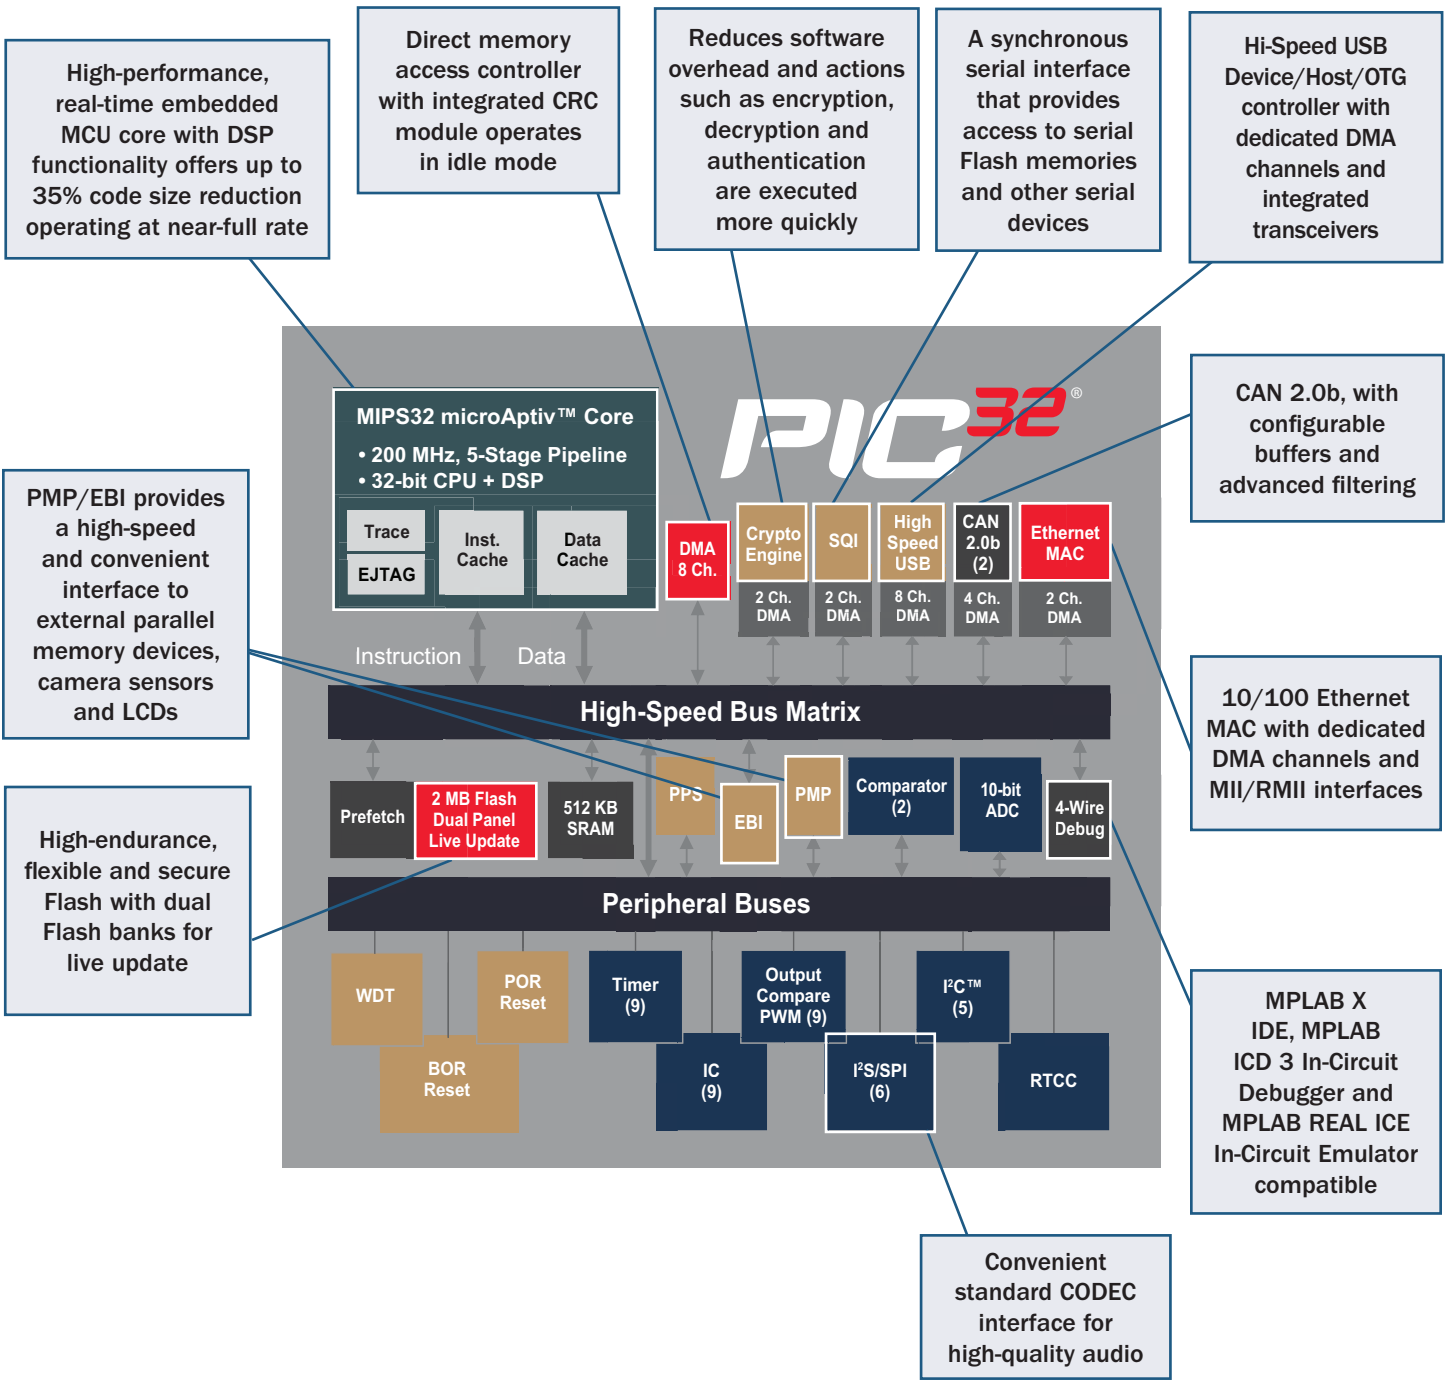 High-performance,
real-time embedded
MCU core with DSP
functionality offers up to
35% code size reduction
operating at near-full rate
Direct memory
access controller
with integrated CRC
module operates
in idle mode
Reduces software
overhead and actions
such as encryption,
decryption and
authentication
are executed
more quickly
A synchronous
serial interface
that provides
access to serial
Flash memories
and other serial
devices
Hi-Speed USB
Device/Host/OTG
controller with
dedicated DMA
channels and
integrated
transceivers
PIC32®
MIPS32 microAptiv™ Core
• 200 MHz, 5-Stage Pipeline
• 32-bit CPU + DSP
Trace
EJTAG
Inst.
Cache
Data
Cache
DMA
8 Ch.
Crypto
Engine
2 Ch.
DMA
SQI
2 Ch.
DMA
High
Speed
USB
8 Ch.
DMA
CAN
2.0b
(2)
4 Ch.
DMA
Ethernet
MAC
2 Ch.
DMA
CAN 2.0b, with
configurable
buffers and
advanced filtering
PMP/EBI provides
a high-speed
and convenient
interface to
external parallel
memory devices,
camera sensors
and LCDs
Instruction
Data
High-Speed Bus Matrix
10/100 Ethernet
MAC with dedicated
DMA channels and
MII/RMII interfaces
Prefetch
2 MB Flash
Dual Panel
Live Update
512 KB
SRAM
PPS
EBI
PMP
Comparator
(2)
10-bit
ADC
4-Wire
Debug
High-endurance,
flexible and secure
Flash with dual
Flash banks for
live update
Peripheral Buses
WDT
BOR
Reset
POR
Reset
Timer
(9)
IC
(9)
Output
Compare
PWM (9)
I²S/SPI
(6)
I²C™
(5)
RTCC
MPLAB X
IDE, MPLAB
ICD 3 In-Circuit
Debugger and
MPLAB REAL ICE
In-Circuit Emulator
compatible
Convenient
standard CODEC
interface for
high-quality audio